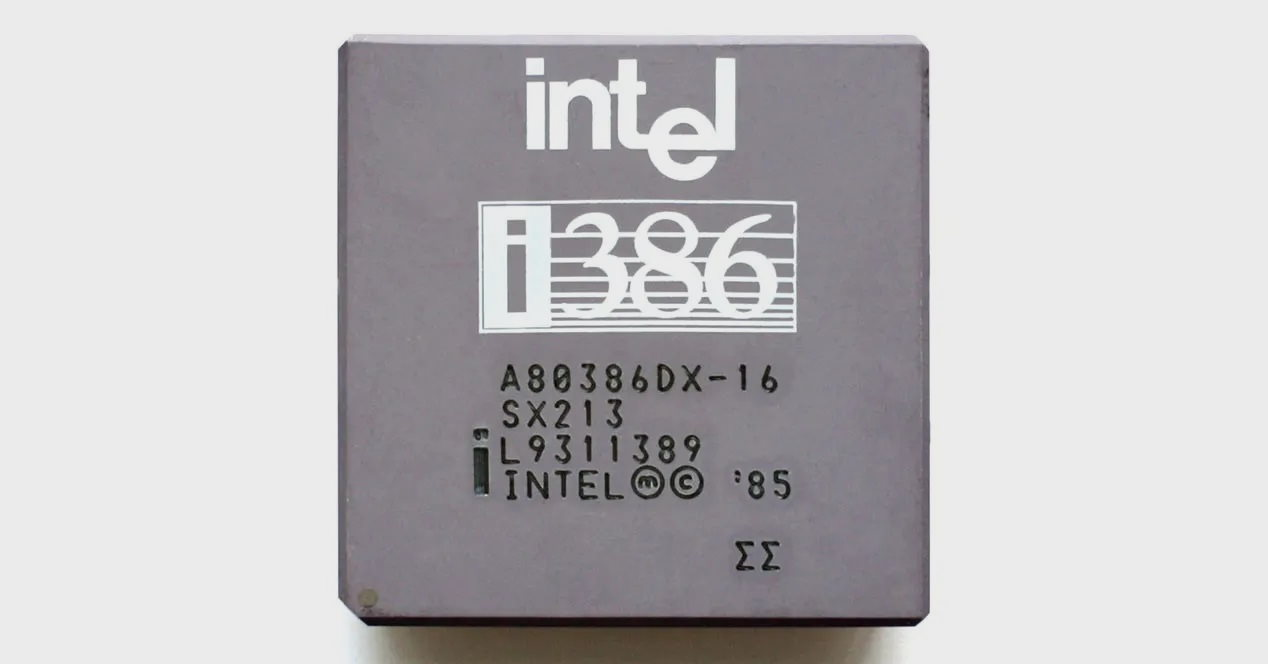 intel
i386
A80386DX-16
SX213
L9311389
INTEL Ⓜ © '85
ΣΣ